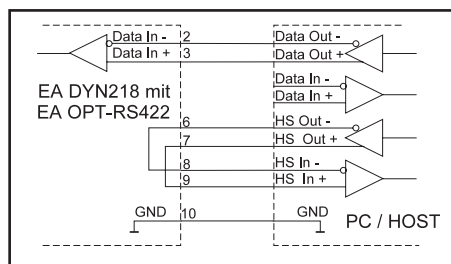 Data In - 2 Data Out -
Data In + 3 Data Out +
Data In -
EA DYN218 mit Data In +
EA OPT-RS422
6 HS Out -
7 HS Out +
8 HS In -
9 HS In +
GND 10 GND
PC / HOST